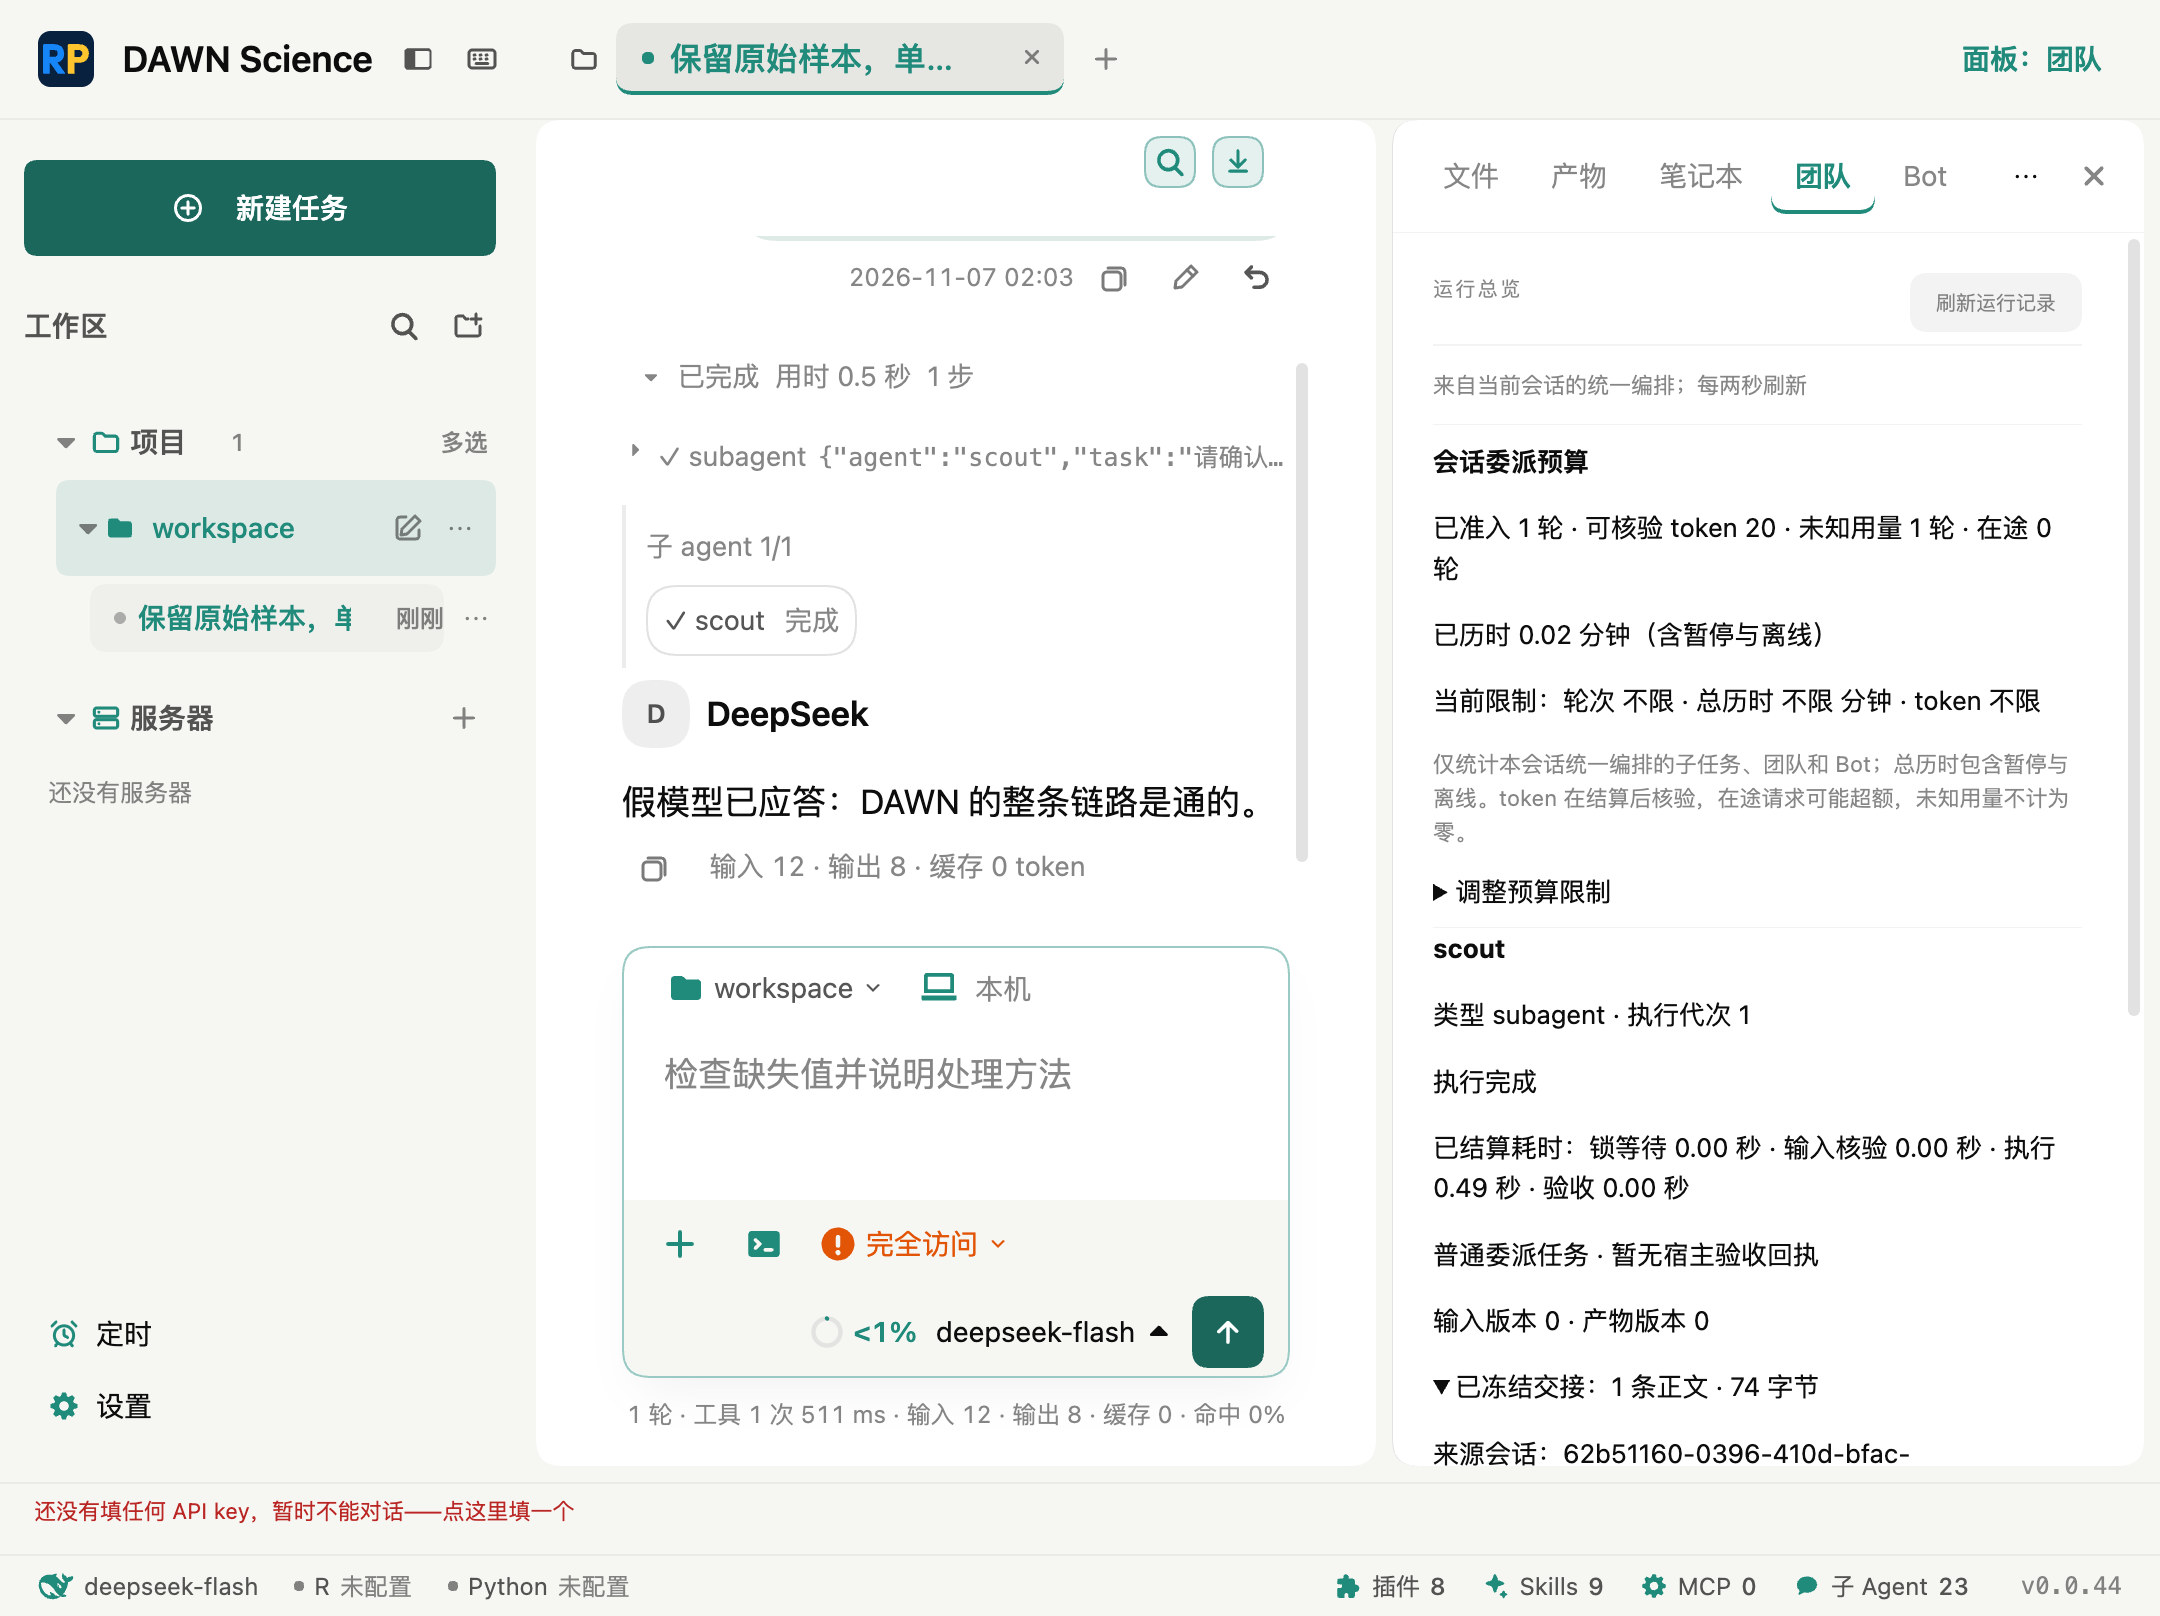 RP DAWN Science
保留原始样本，单...
面板：团队
新建任务
工作区
项目 1 多选
workspace
保留原始样本，单 刚刚
服务器
还没有服务器
定时
设置
2026-11-07 02:03
已完成 用时 0.5 秒 1 步
subagent {"agent":"scout","task":"请确认...
子 agent 1/1
scout 完成
D DeepSeek
假模型已应答：DAWN 的整条链路是通的。
输入 12 · 输出 8 · 缓存 0 token
workspace 本机
检查缺失值并说明处理方法
完全访问
<1% deepseek-flash
1 轮 · 工具 1 次 511 ms · 输入 12 · 输出 8 · 缓存 0 · 命中 0%
文件 产物 笔记本 团队 Bot ...
运行总览 刷新运行记录
来自当前会话的统一编排；每两秒刷新
会话委派预算
已准入 1 轮 · 可核验 token 20 · 未知用量 1 轮 · 在途 0
轮
已历时 0.02 分钟（含暂停与离线）
当前限制：轮次 不限 · 总历时 不限 分钟 · token 不限
仅统计本会话统一编排的子任务、团队和 Bot；总历时包含暂停与
离线。token 在结算后核验，在途请求可能超额，未知用量不计为
零。
调整预算限制
scout
类型 subagent · 执行代次 1
执行完成
已结算耗时：锁等待 0.00 秒 · 输入核验 0.00 秒 · 执行
0.49 秒 · 验收 0.00 秒
普通委派任务 · 暂无宿主验收回执
输入版本 0 · 产物版本 0
已冻结交接：1 条正文 · 74 字节
来源会话：62b51160-0396-410d-bfac-
还没有填任何 API key，暂时不能对话——点这里填一个
deepseek-flash R 未配置 Python 未配置
插件 8 Skills 9 MCP 0 子 Agent 23 v0.0.44